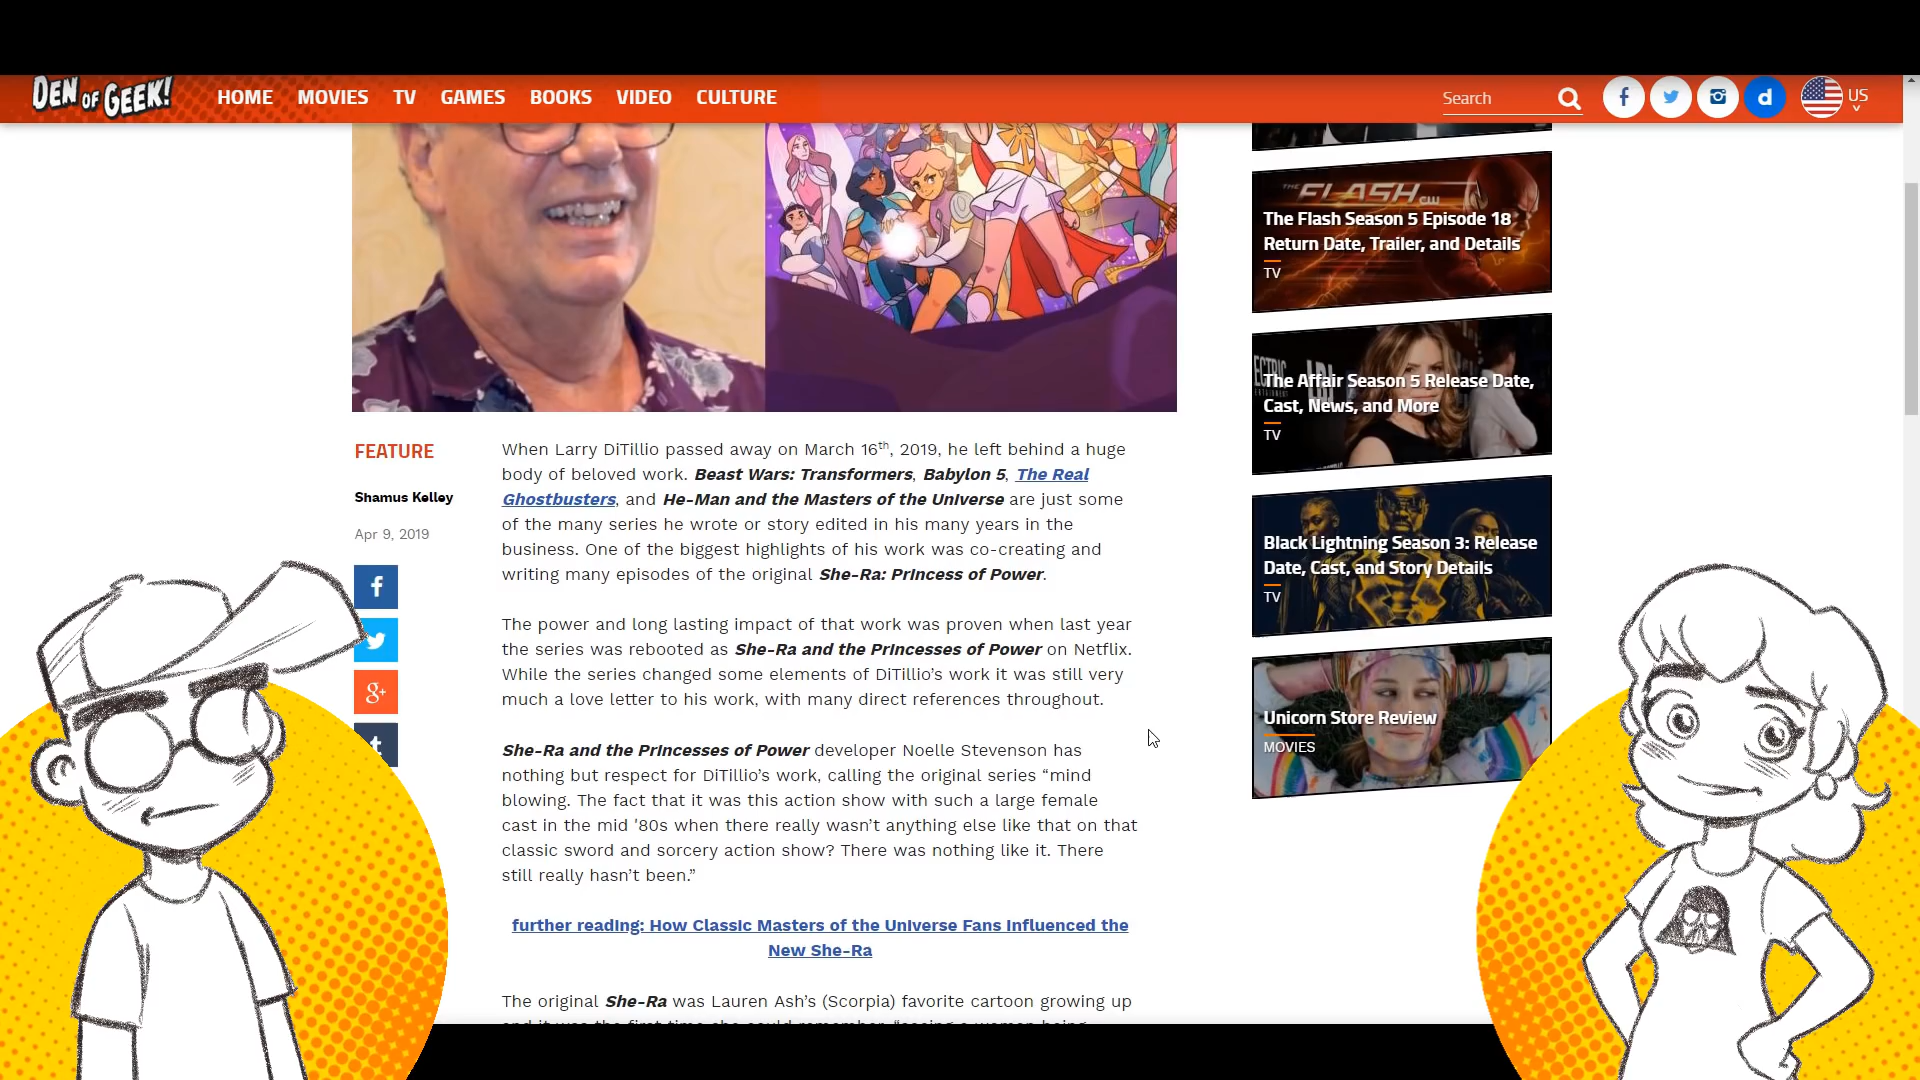 DEN OF GEEK!
HOME MOVIES TV GAMES BOOKS VIDEO CULTURE
Search
US
FEATURE
Shamus Kelley
Apr 9, 2019
When Larry DiTillio passed away on March 16th, 2019, he left behind a huge
body of beloved work. Beast Wars: Transformers, Babylon 5, The Real
Ghostbusters, and He-Man and the Masters of the Universe are just some
of the many series he wrote or story edited in his many years in the
business. One of the biggest highlights of his work was co-creating and
writing many episodes of the original She-Ra: Princess of Power.
The power and long lasting impact of that work was proven when last year
the series was rebooted as She-Ra and the Princesses of Power on Netflix.
While the series changed some elements of DiTillio’s work it was still very
much a love letter to his work, with many direct references throughout.
She-Ra and the Princesses of Power developer Noelle Stevenson has
nothing but respect for DiTillio’s work, calling the original series “mind
blowing. The fact that it was this action show with such a large female
cast in the mid '80s when there really wasn’t anything else like that on that
classic sword and sorcery action show? There was nothing like it. There
still really hasn’t been.”
further reading: How Classic Masters of the Universe Fans Influenced the
New She-Ra
The original She-Ra was Lauren Ash’s (Scorpia) favorite cartoon growing up
THE FLASH CW
The Flash Season 5 Episode 18
Return Date, Trailer, and Details
TV
The Affair Season 5 Release Date,
Cast, News, and More
TV
Black Lightning Season 3: Release
Date, Cast, and Story Details
TV
Unicorn Store Review
MOVIES